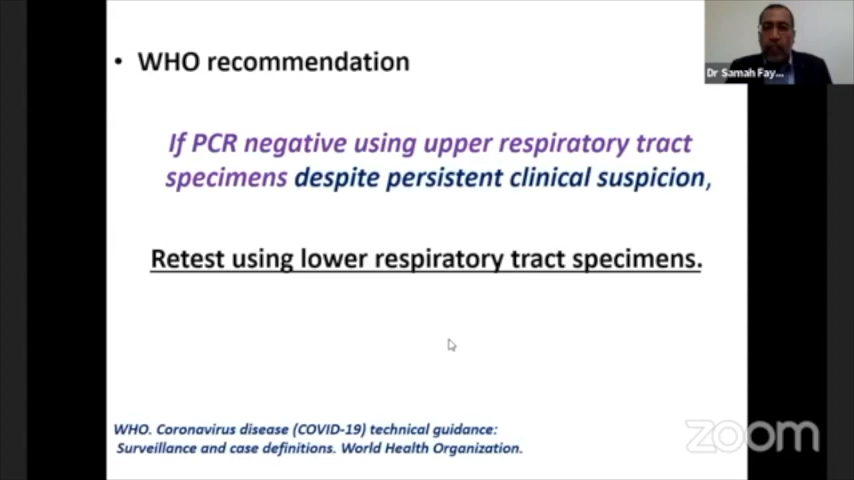 • WHO recommendation
Dr Samah Fay...
If PCR negative using upper respiratory tract
specimens despite persistent clinical suspicion,
Retest using lower respiratory tract specimens.
WHO. Coronavirus disease (COVID-19) technical guidance:
Surveillance and case definitions. World Health Organization.
zoom